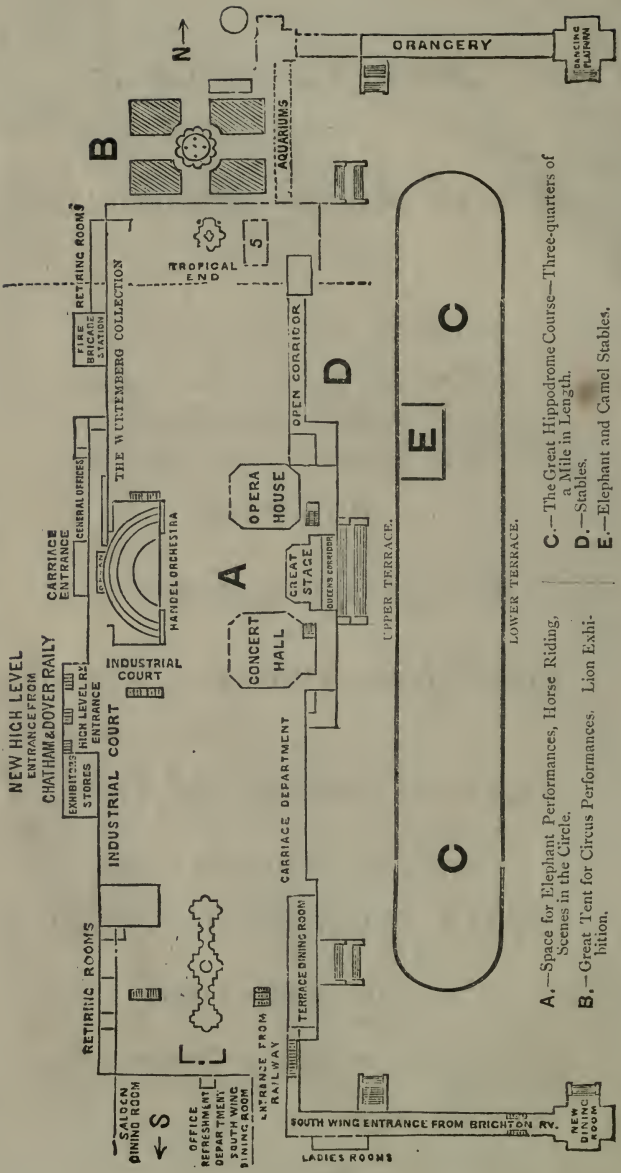 NEW HIGH LEVEL
ENTRANCE FROM
CHATHAM & DOVER RAILY
CARRIAGE
ENTRANCE
RETIRING ROOMS
EXHIBITORS
STORES
HIGH LEVEL RY.
ENTRANCE
GENERAL OFFICES
FIRE
BRIGADE
STATION
RETIRING ROOMS
B
N→
SALOON
DINING ROOM
←S
OFFICE
REFRESHMENT
DEPARTMENT
SOUTH WING
DINING ROOM
ENTRANCE FROM
RAILWAY
INDUSTRIAL COURT
INDUSTRIAL
COURT
ORGAN
HANDEL ORCHESTRA
THE WURTEMBERG COLLECTION
TROPICAL
END
5
AQUARIUMS
ORANGERY
DANCING
PLATFORM
A
CONCERT
HALL
GREAT
STAGE
QUEENS CORRIDOR
OPERA
HOUSE
OPEN CORRIDOR
D
CARRIAGE DEPARTMENT
TERRACE DINING ROOM
LADIES ROOMS
SOUTH WING ENTRANCE FROM BRIGHTON RY.
NEW
DINING
ROOM
UPPER TERRACE.
C
E
C
LOWER TERRACE.
A.—Space for Elephant Performances, Horse Riding,
Scenes in the Circle.
B.—Great Tent for Circus Performances. Lion Exhi-
bition.
C.—The Great Hippodrome Course—Three-quarters of
a Mile in Length.
D.—Stables.
E.—Elephant and Camel Stables.